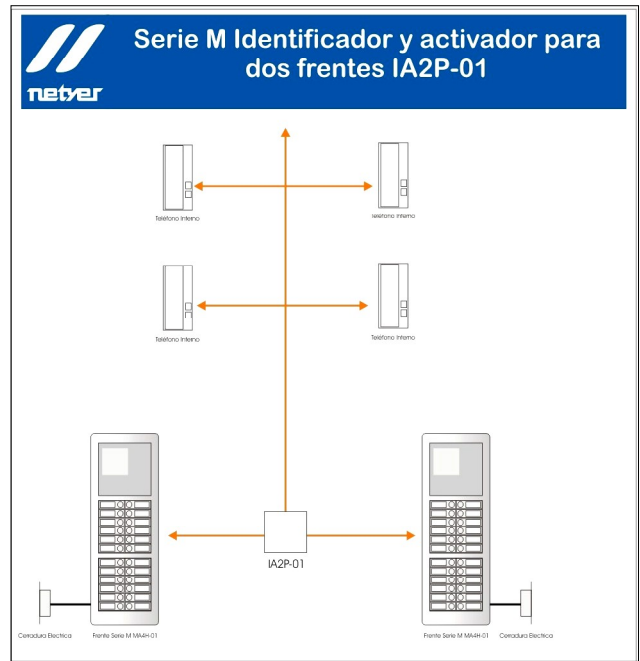 Serie M Identificador y activador para
dos frentes IA2P-01
netyer
Teléfono Interno
Teléfono Interno
Teléfono Interno
Teléfono Interno
IA2P-01
Cerradura Electrica
Frente Serie M MA4H-01
Frente Serie M MA4H-01
Cerradura Electrica